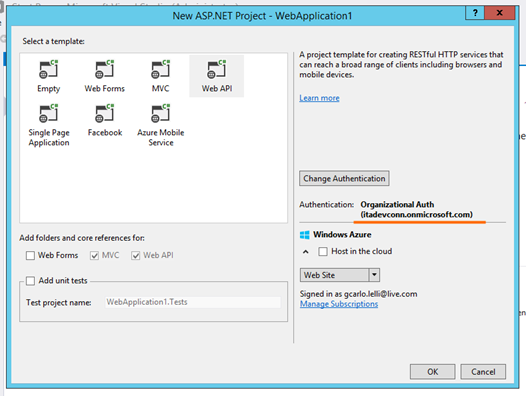 New ASP.NET Project - WebApplication1
?
x
Select a template:
Empty
Web Forms
MVC
Web API
Single Page
Application
Facebook
Azure Mobile
Service
A project template for creating RESTful HTTP services that
can reach a broad range of clients including browsers and
mobile devices.
Learn more
Change Authentication
Authentication: Organizational Auth
(itadevconn.onmicrosoft.com)
Add folders and core references for:
Web Forms
MVC
Web API
Add unit tests
Test project name:
WebApplication1.Tests
Windows Azure
Host in the cloud
Web Site
Signed in as gcarlo.lelli@live.com
Manage Subscriptions
OK
Cancel